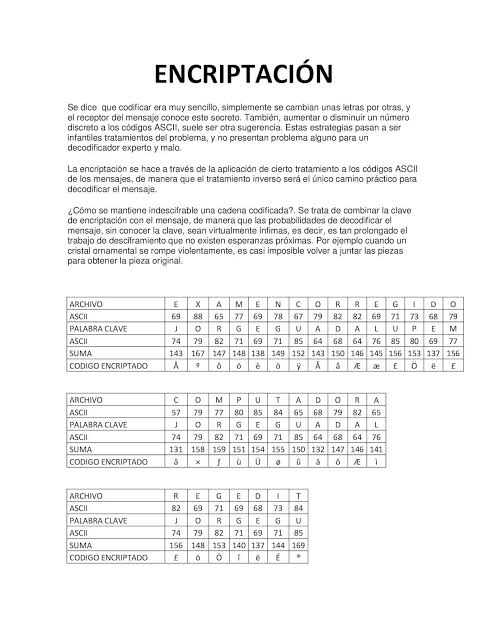 ENCRIPTACIÓN
Se dice que codificar era muy sencillo, simplemente se cambian unas letras por otras, y
el receptor del mensaje conoce este secreto. También, aumentar o disminuir un número
discreto a los códigos ASCII, suele ser otra sugerencia. Estas estrategias pasan a ser
infantiles tratamientos del problema, y no presentan problema alguno para un
decodificador experto y malo.
La encriptación se hace a través de la aplicación de cierto tratamiento a los códigos ASCII
de los mensajes, de manera que el tratamiento inverso será el único camino práctico para
decodificar el mensaje.
¿Cómo se mantiene indescifrable una cadena codificada?. Se trata de combinar la clave
de encriptación con el mensaje, de manera que las probabilidades de decodificar el
mensaje, sin conocer la clave, sean virtualmente ínfimas, es decir, es tan prolongado el
trabajo de desciframiento que no existen esperanzas próximas. Por ejemplo cuando un
cristal ornamental se rompe violentamente, es casi imposible volver a juntar las piezas
para obtener la pieza original.
ARCHIVO E X A M E N C O R R E G I D O
ASCII 69 88 65 77 69 78 67 79 82 82 69 71 73 68 79
PALABRA CLAVE J O R G E G U A D A L U P E M
ASCII 74 79 82 71 69 71 85 64 68 64 76 85 80 69 77
SUMA 143 167 147 148 138 149 152 143 150 146 145 156 153 137 156
CODIGO ENCRIPTADO Å º ô ö è ò ÿ Å û Æ æ £ Ö ë £
ARCHIVO C O M P U T A D O R A
ASCII 57 79 77 80 85 84 65 68 79 82 65
PALABRA CLAVE J O R G E G U A D A L
ASCII 74 79 82 71 69 71 85 64 68 64 76
SUMA 131 158 159 151 154 155 150 132 147 146 141
CODIGO ENCRIPTADO â × ƒ ù Ü ø û ä ô Æ ì
ARCHIVO R E G E D I T
ASCII 82 69 71 69 68 73 84
PALABRA CLAVE J O R G E G U
ASCII 74 79 82 71 69 71 85
SUMA 156 148 153 140 137 144 169
CODIGO ENCRIPTADO £ ö Ö î ë É ®